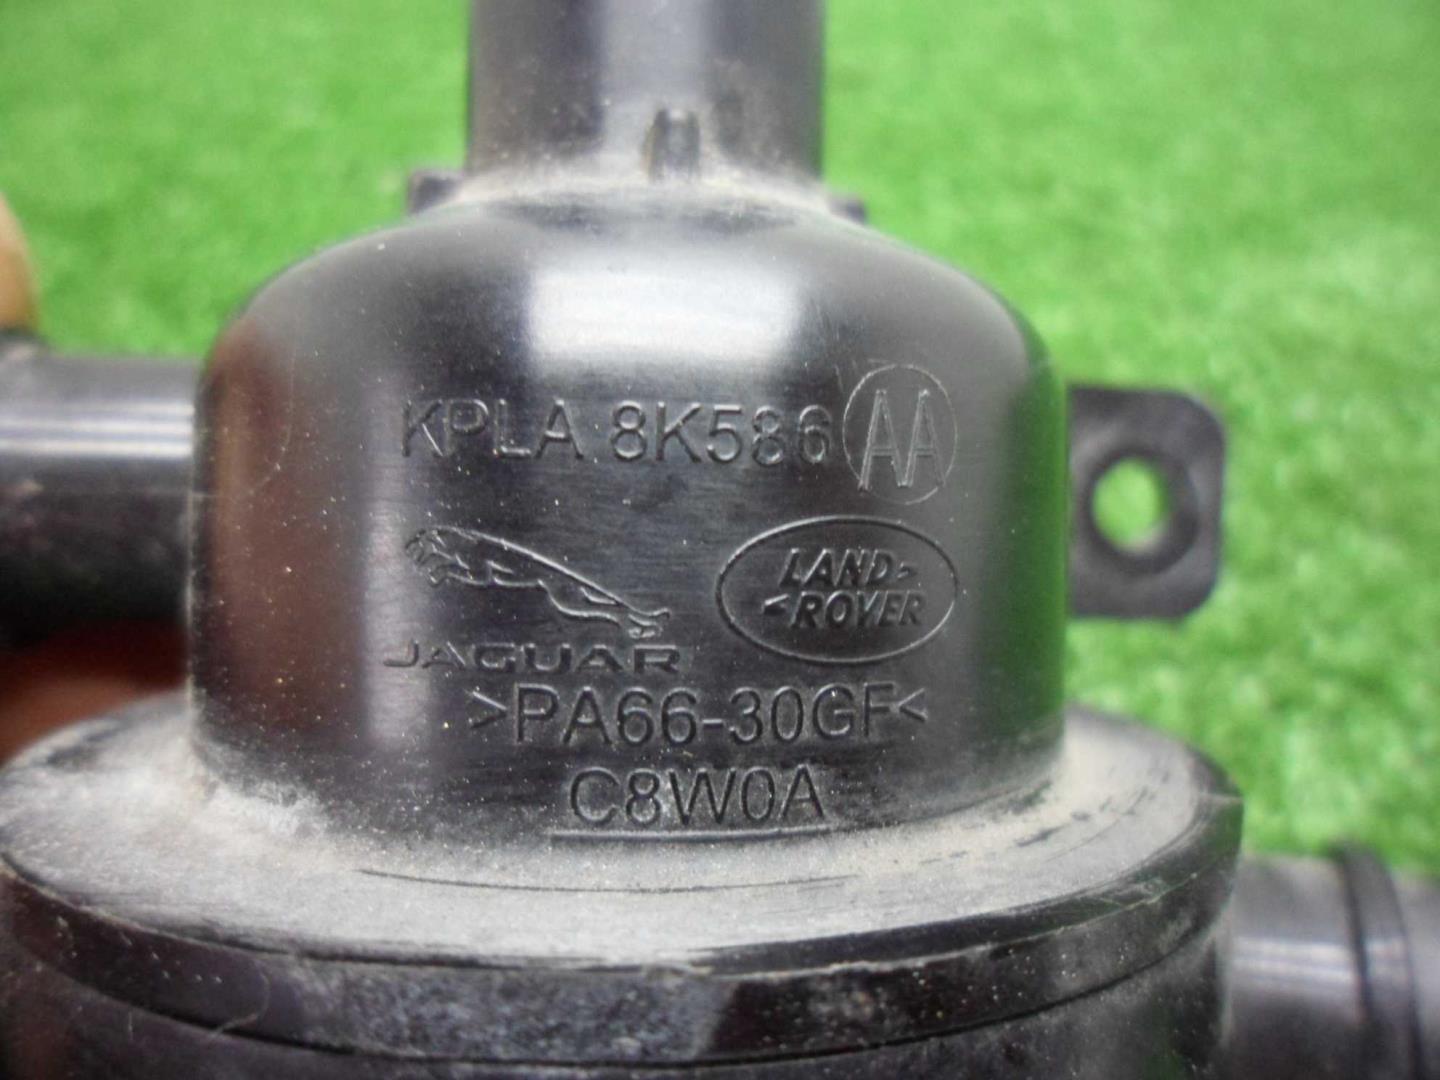 KPLA 8K586 AA
JAGUAR
LAND
ROVER
>PA66-30GF<
C8W0A